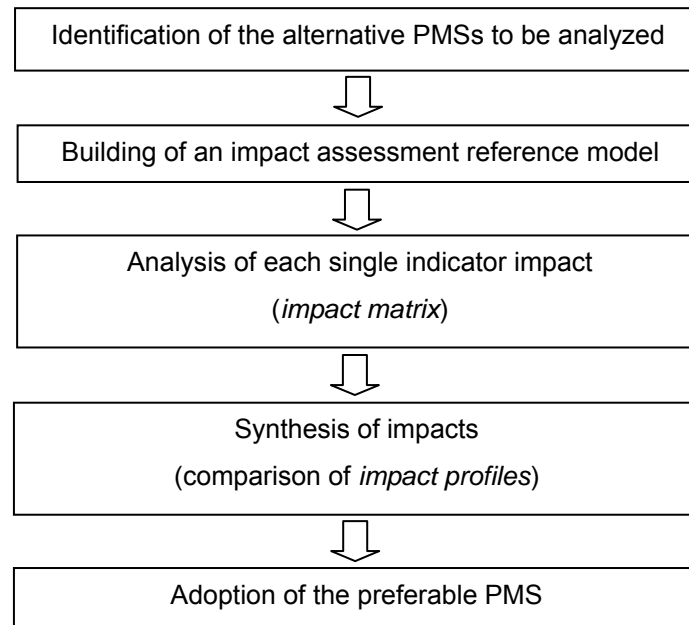 Identification of the alternative PMSs to be analyzed
Building of an impact assessment reference model
Analysis of each single indicator impact
(impact matrix)
Synthesis of impacts
(comparison of impact profiles)
Adoption of the preferable PMS